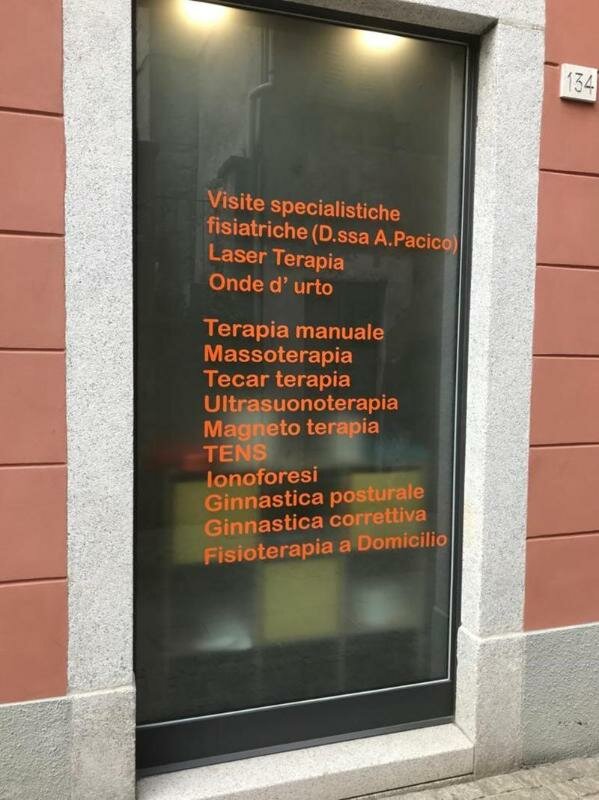 134
Visite specialistiche
fisiatriche (D.ssa A.Pacico)
Laser Terapia
Onde d' urto
Terapia manuale
Massoterapia
Tecar terapia
Ultrasuonoterapia
Magneto terapia
TENS
Ionoforesi
Ginnastica posturale
Ginnastica correttiva
Fisioterapia a Domicilio